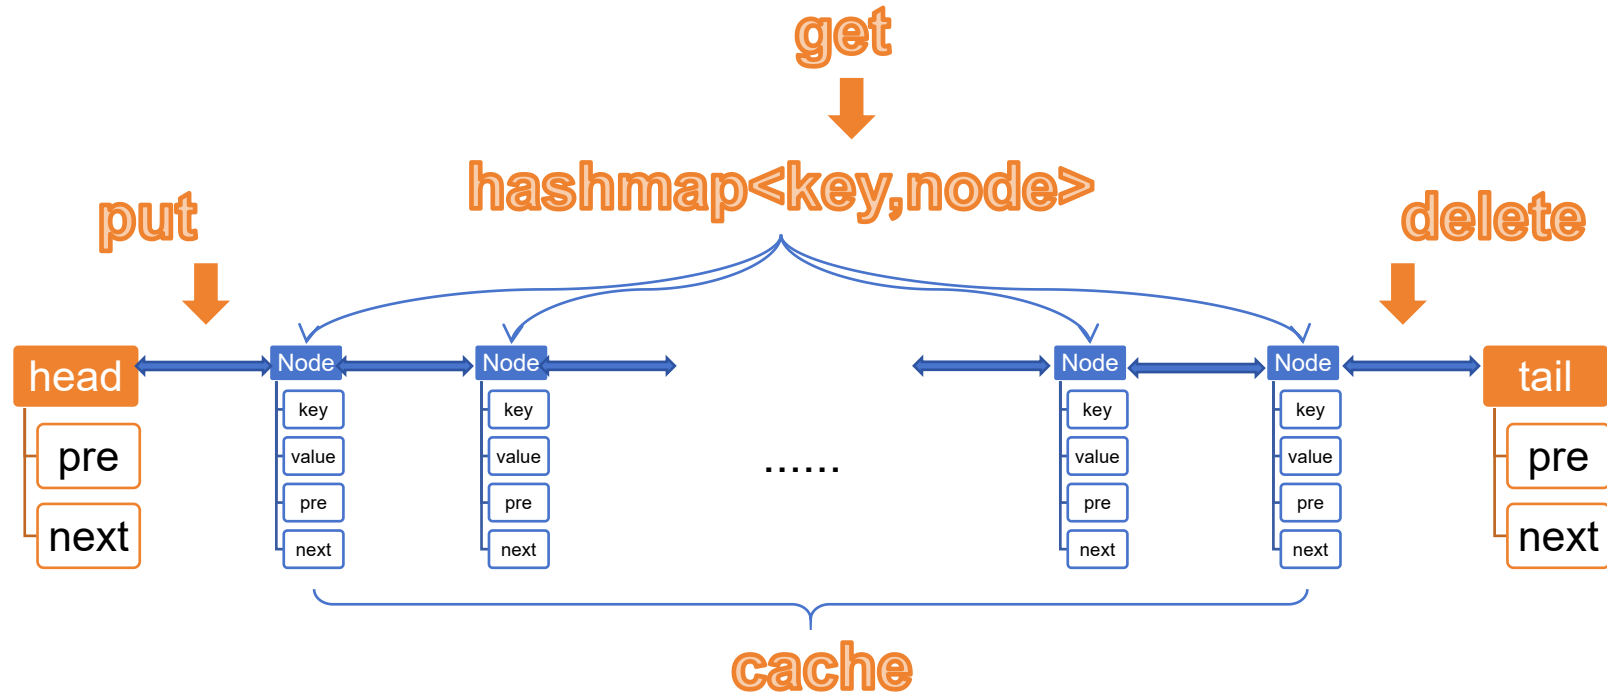 get
hashmap<key,node>
put
delete
head
pre
next
Node
key
value
pre
next
Node
key
value
pre
next
......
Node
key
value
pre
next
Node
key
value
pre
next
tail
pre
next
cache